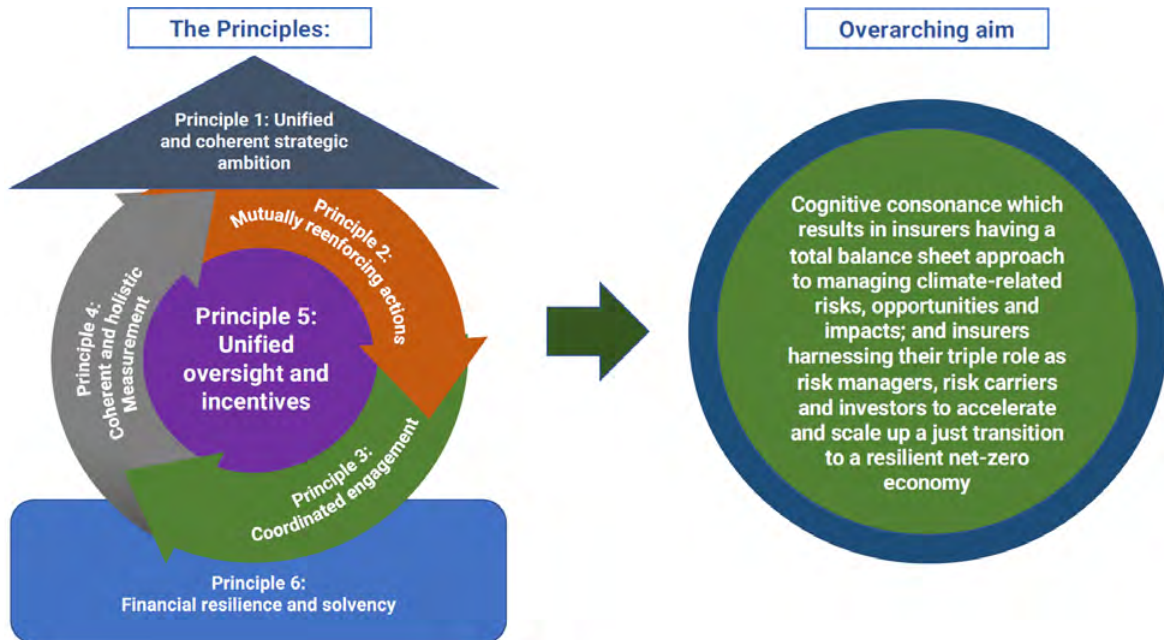 The Principles:
Principle 1: Unified
and coherent strategic
ambition
Principle 2:
Mutually reenforcing actions
Principle 3:
Coordinated engagement
Principle 4:
Coherent and holistic
Measurement
Principle 5:
Unified
oversight and
incentives
Principle 6:
Financial resilience and solvency
Overarching aim
Cognitive consonance which
results in insurers having a
total balance sheet approach
to managing climate-related
risks, opportunities and
impacts; and insurers
harnessing their triple role as
risk managers, risk carriers
and investors to accelerate
and scale up a just transition
to a resilient net-zero
economy